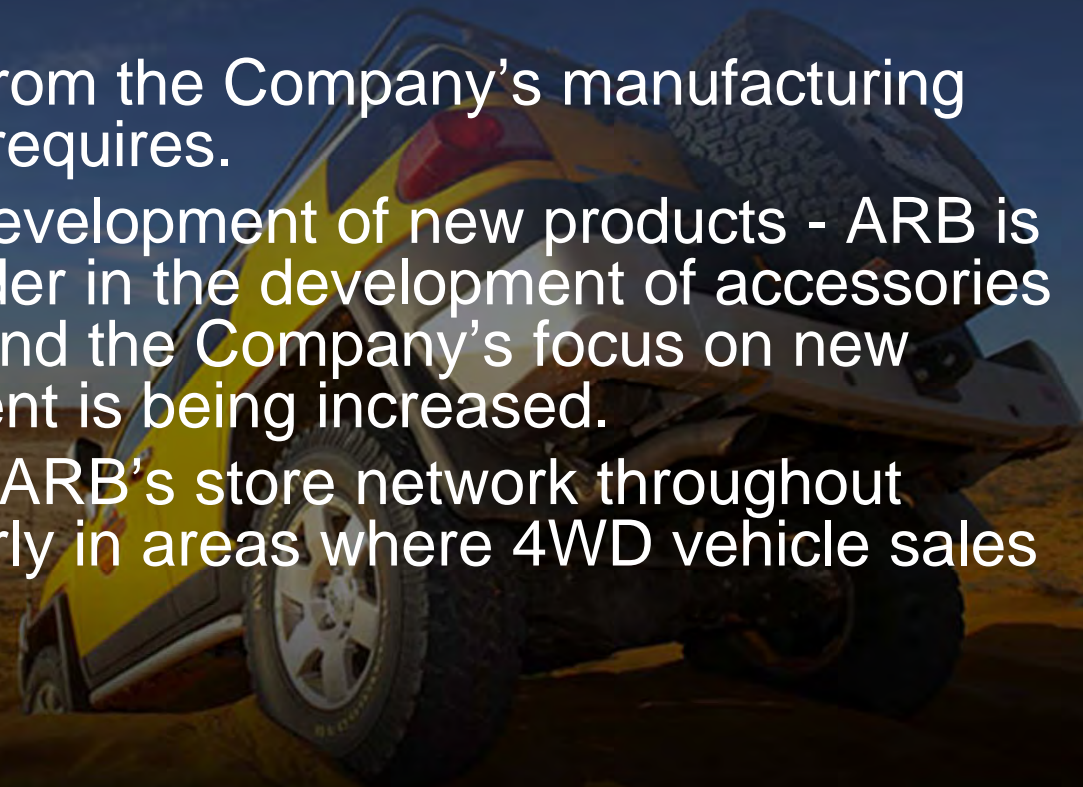 rom the Company's manufacturing
requires.
evelopment of new products - ARB is
der in the development of accessories
nd the Company's focus on new
ent is being increased.
ARB's store network throughout
rly in areas where 4WD vehicle sales